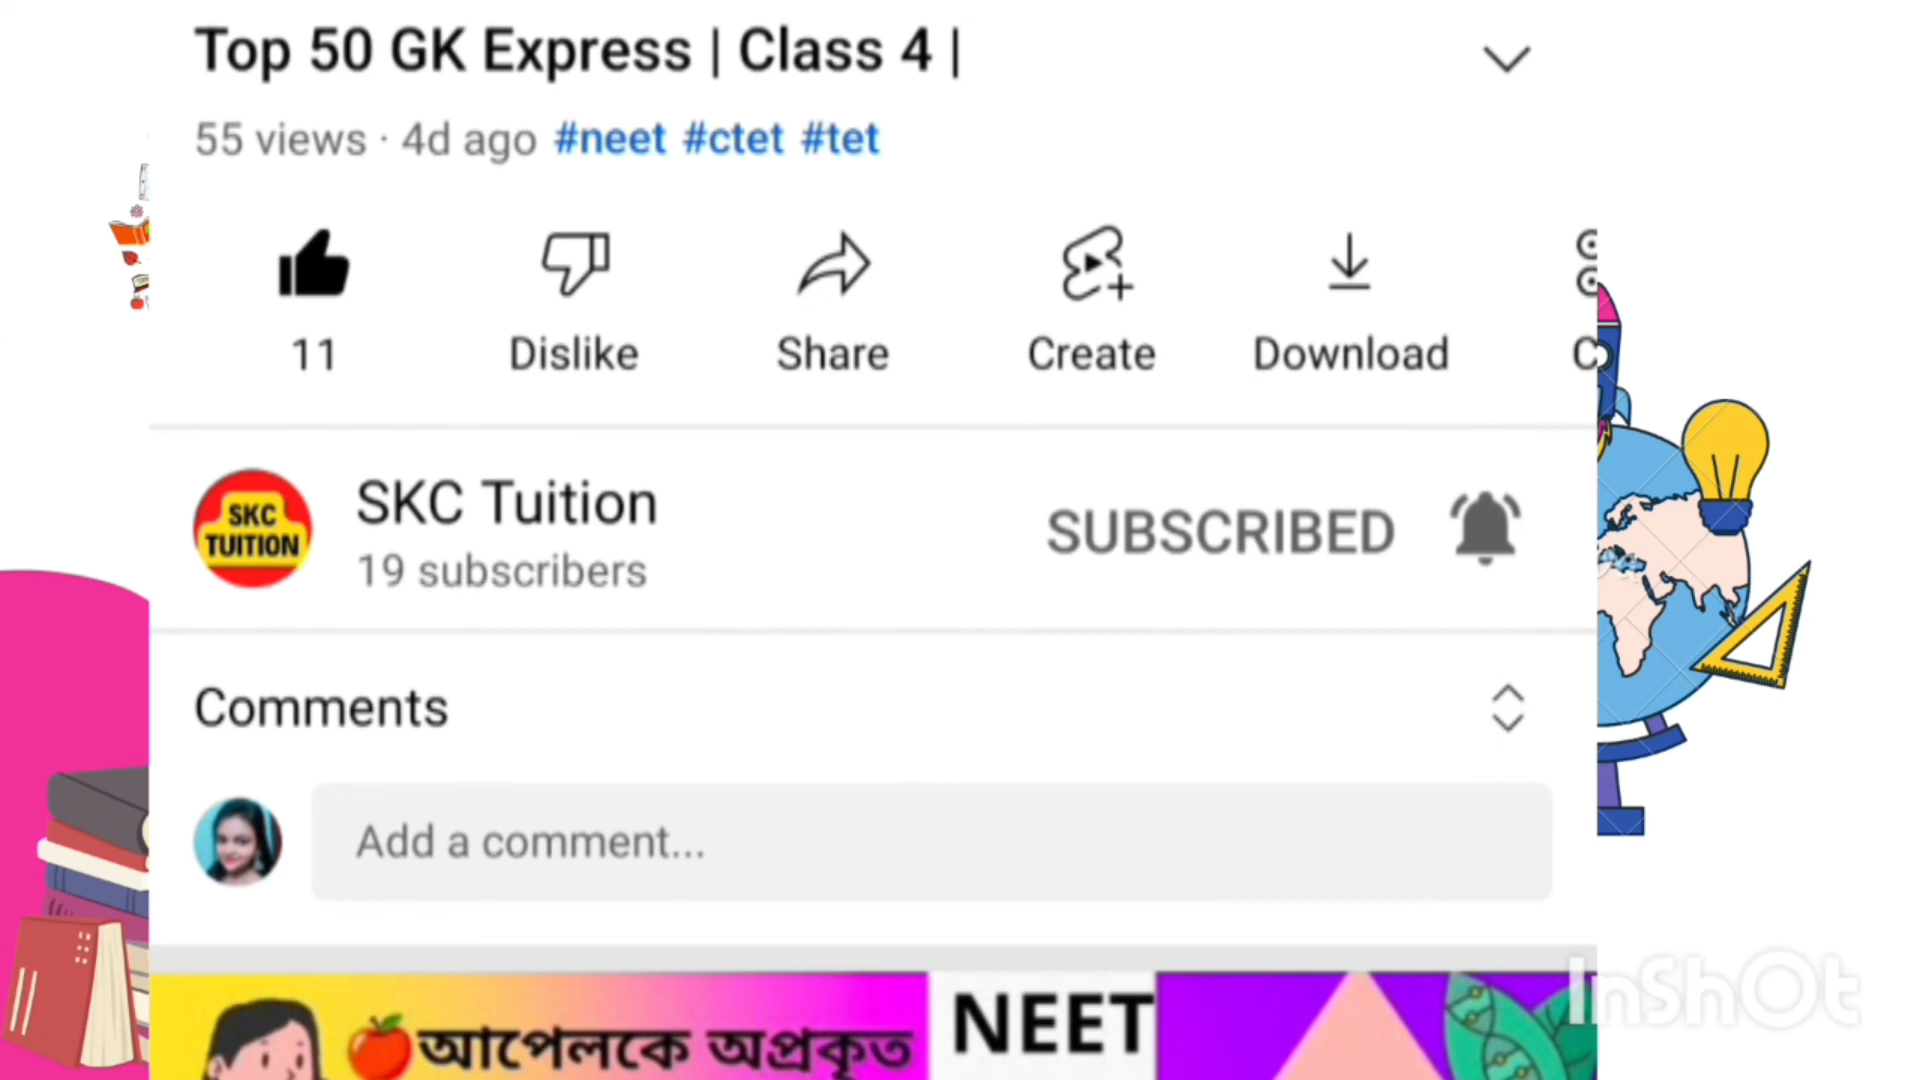 Top 50 GK Express | Class 4 |
55 views · 4d ago #neet #ctet #tet
11 Dislike Share Create Download C
SKC TUITION
SKC Tuition
19 subscribers
SUBSCRIBED
Comments
Add a comment...
আপেলকে অপ্রকৃত
NEET
InShOt